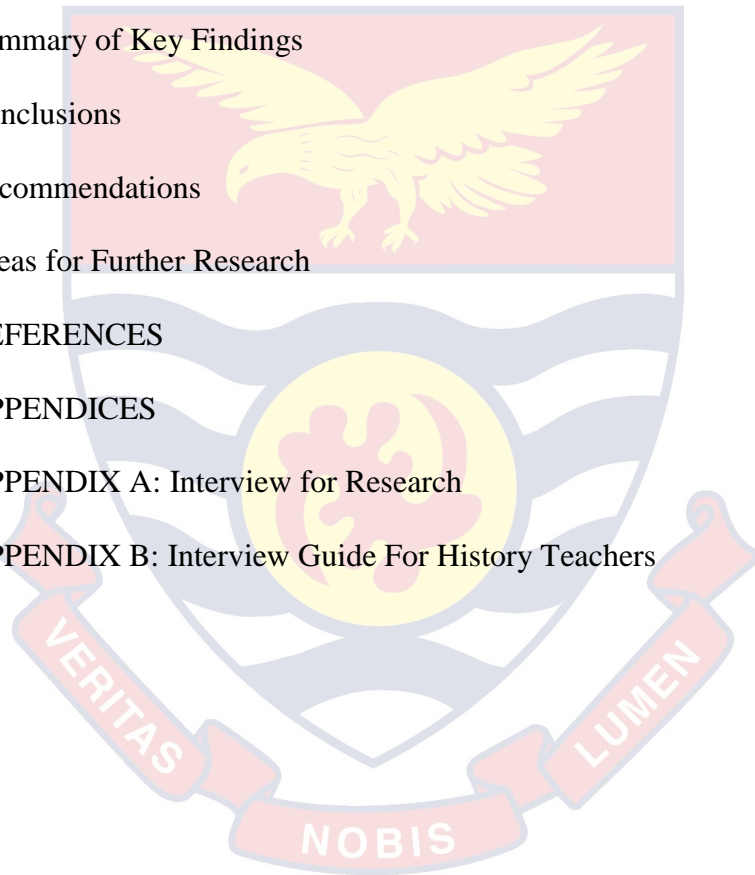 ummary of Key Findings
nclusions
commendations
eas for Further Research
EFERENCES
PPENDICES
PPENDIX A: Interview for Research
PPENDIX B: Interview Guide For History Teachers
VERITAS
NOBIS
LUMEN